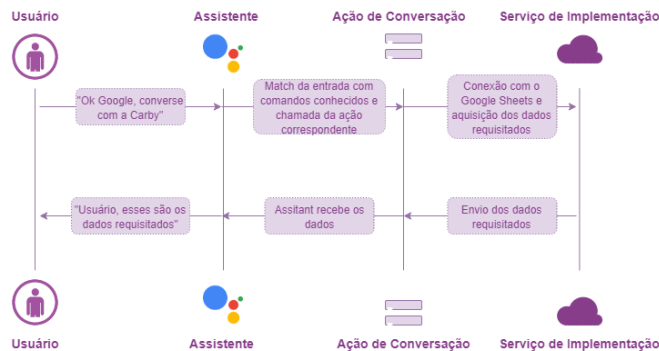 Usuário
Assistente
Ação de Conversação
Serviço de Implementação
"Ok Google, converse
com a Carby"
Match da entrada com
comandos conhecidos e
chamada da ação
correspondente
Conexão com o
Google Sheets e
aquisição dos dados
requisitados
"Usuário, esses são os
dados requisitados"
Assitant recebe os
dados
Envio dos dados
requisitados
Usuário
Assistente
Ação de Conversação
Serviço de Implementação